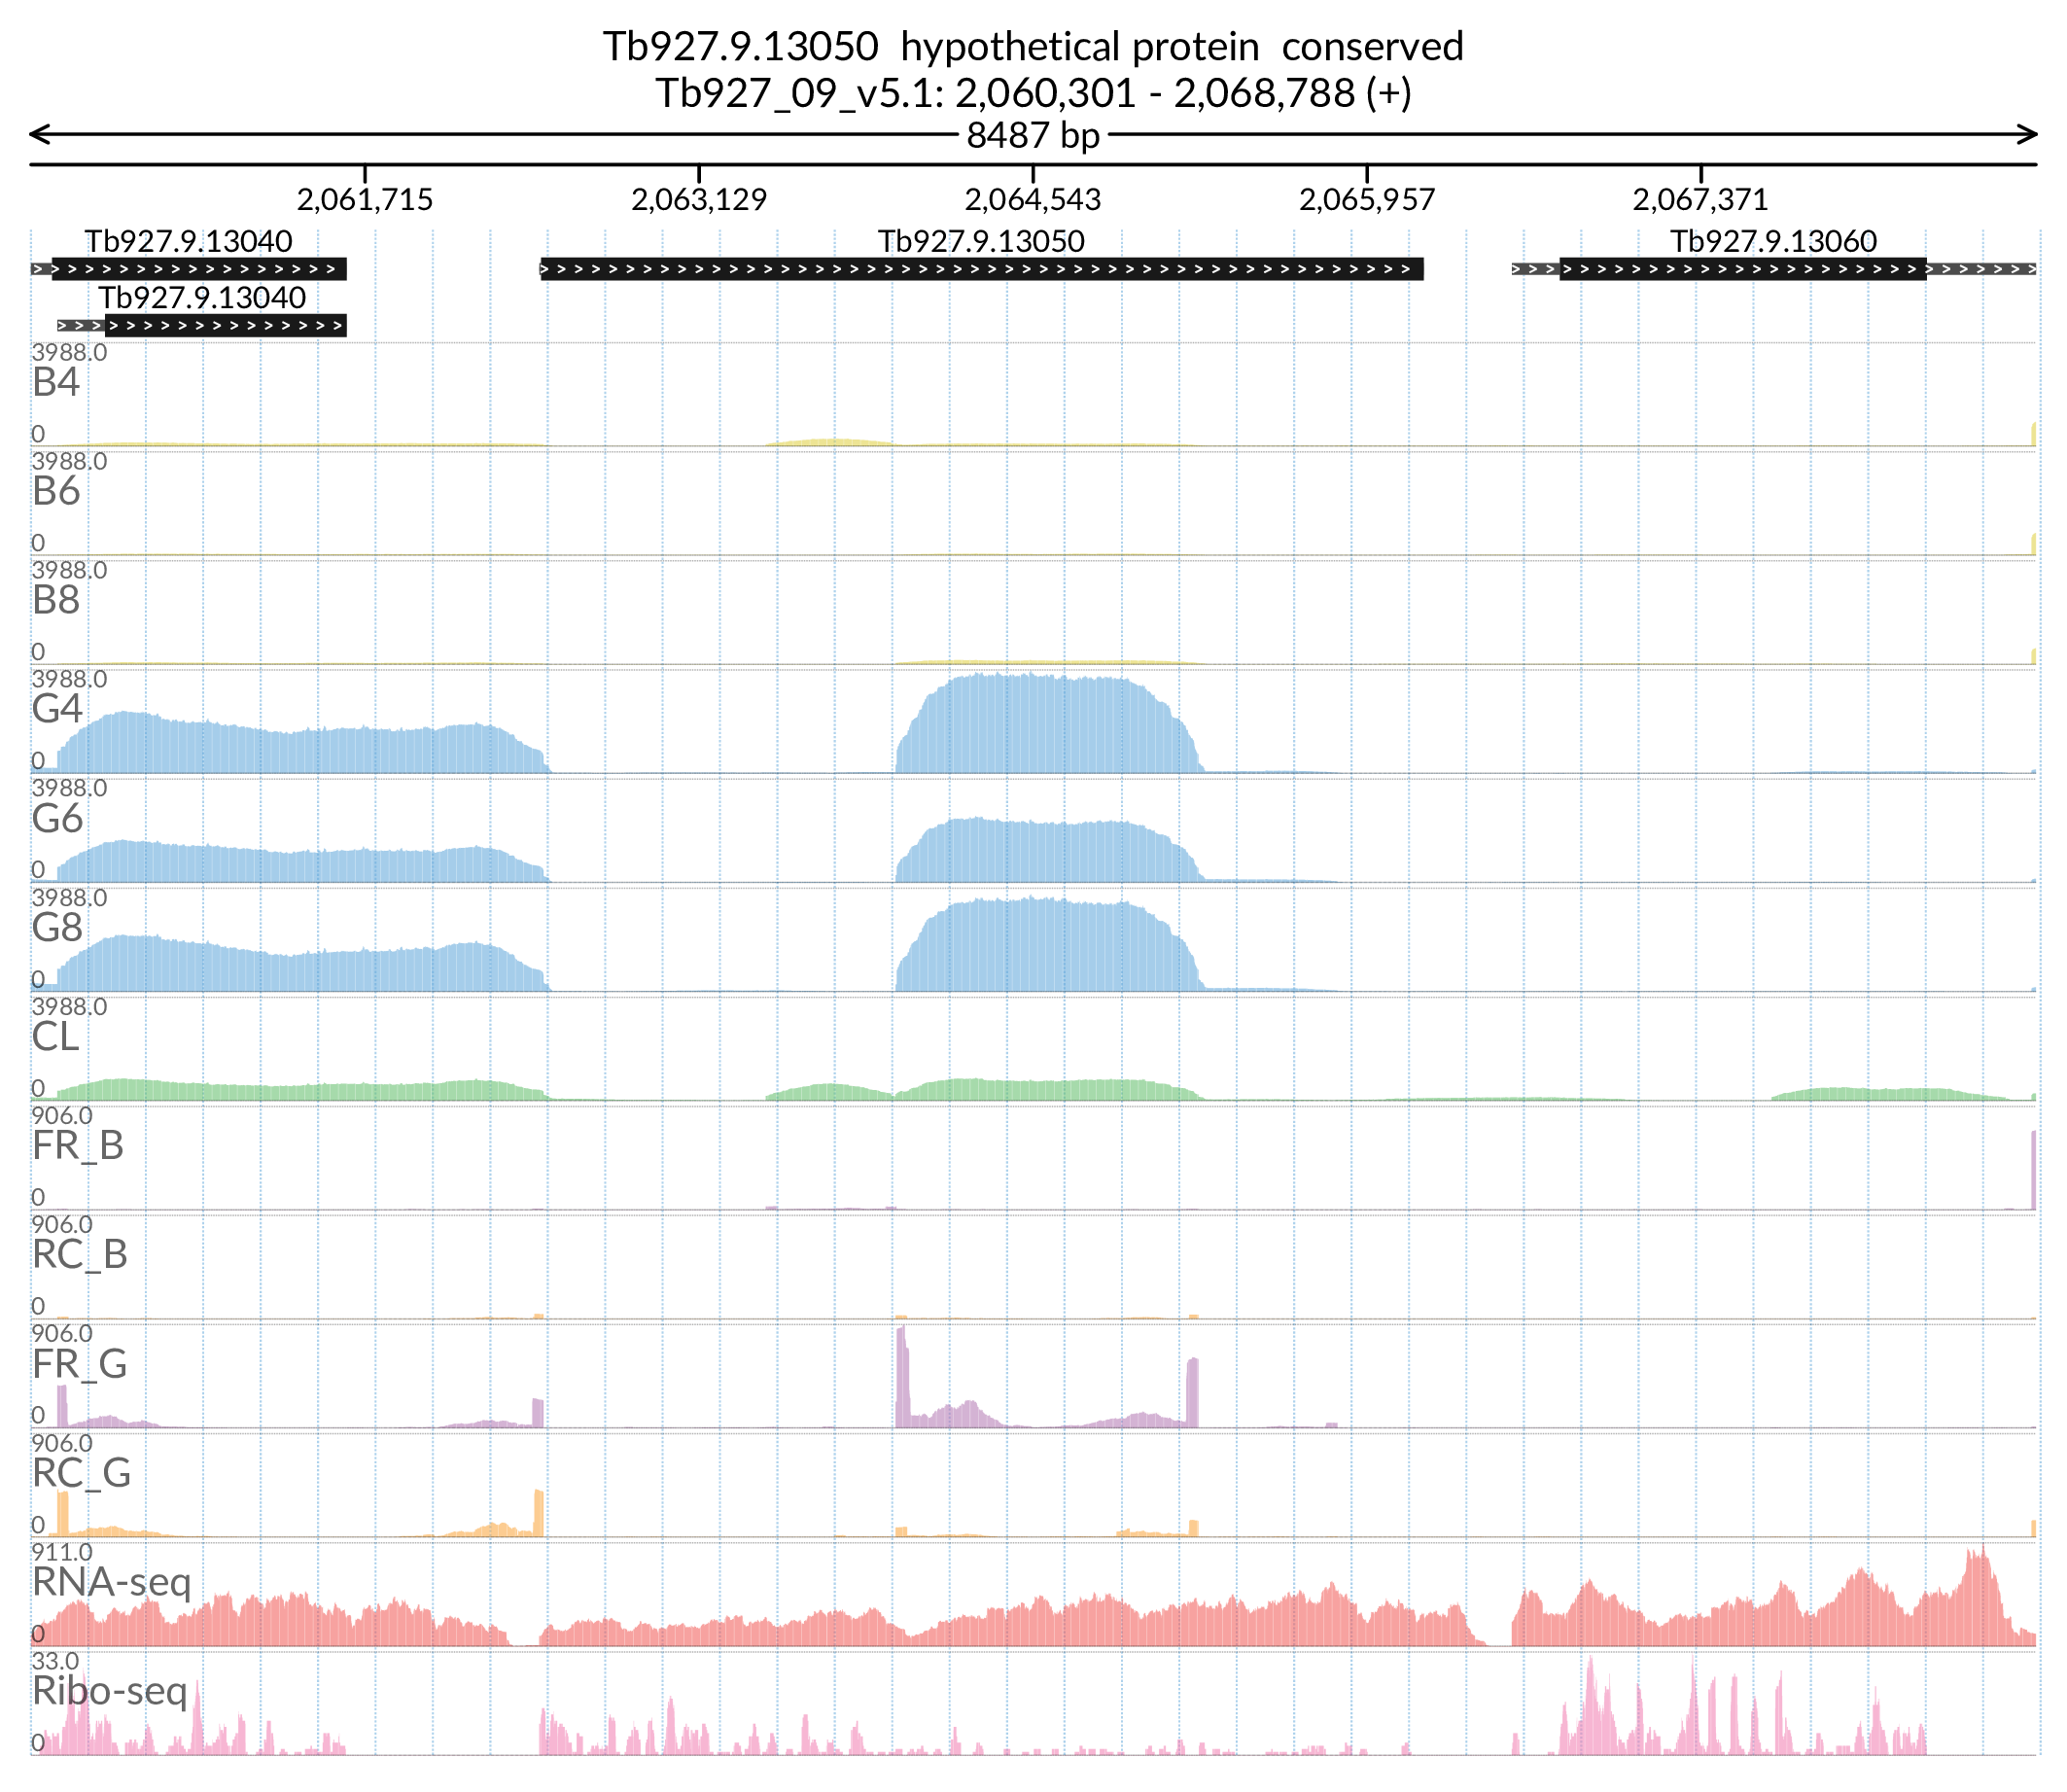 Tb927.9.13050  hypothetical protein  conserved
Tb927_09_v5.1: 2,060,301 - 2,068,788 (+)
8487 bp
2,061,715 2,063,129 2,064,543 2,065,957 2,067,371
Tb927.9.13040 Tb927.9.13050 Tb927.9.13060
Tb927.9.13040
3988.0
B4
0
3988.0
B6
0
3988.0
B8
0
3988.0
G4
0
3988.0
G6
0
3988.0
G8
0
3988.0
CL
0
906.0
FR_B
0
906.0
RC_B
0
906.0
FR_G
0
906.0
RC_G
0
911.0
RNA-seq
0
33.0
Ribo-seq
0